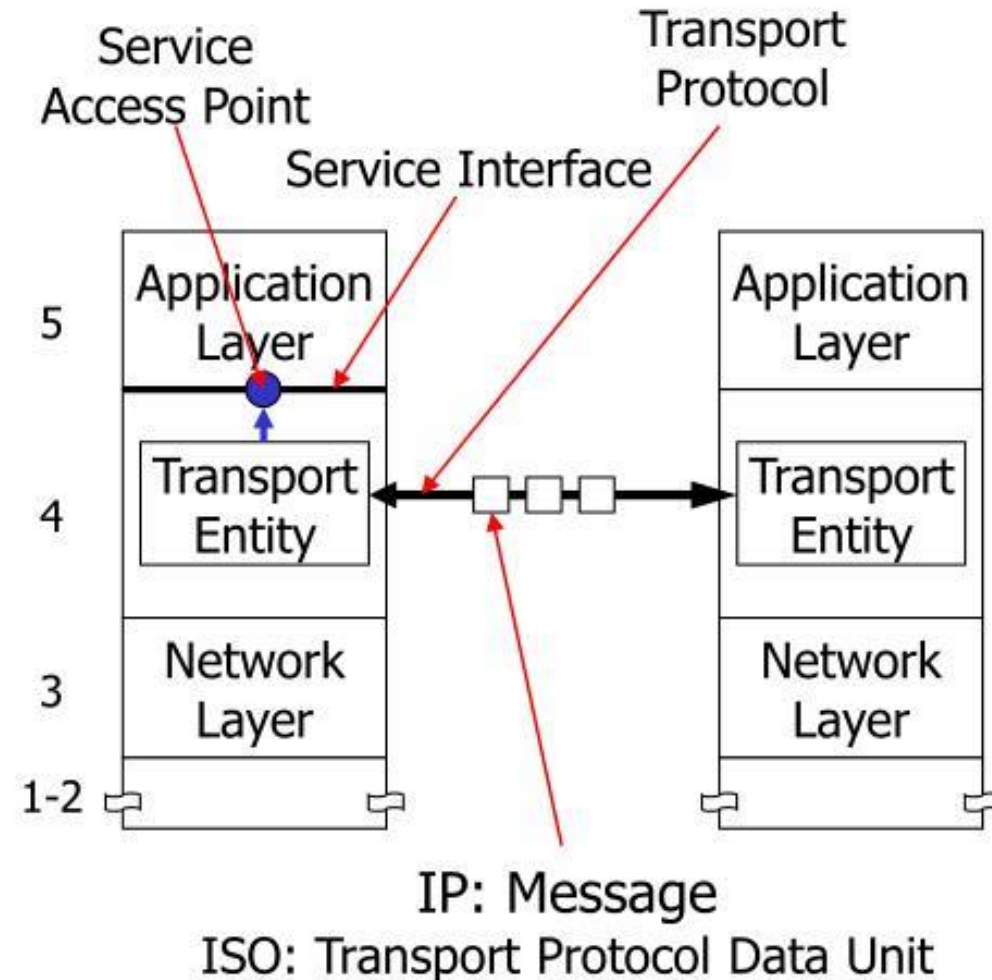 Service
Access Point
Transport
Protocol
Service Interface
5
Application
Layer
Application
Layer
4
Transport
Entity
Transport
Entity
3
Network
Layer
Network
Layer
1-2
IP: Message
ISO: Transport Protocol Data Unit